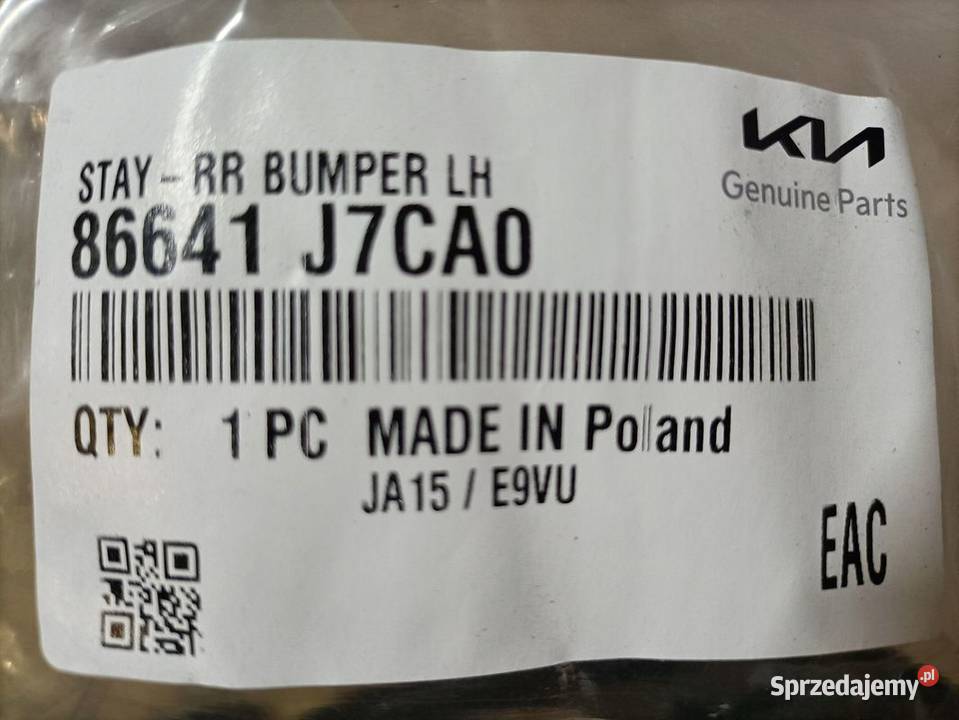 KIA
Genuine Parts
STAY - RR BUMPER LH
86641 J7CA0
QTY: 1 PC MADE IN Poland
JA15 / E9VU
EAC
Sprzedajemy.pl